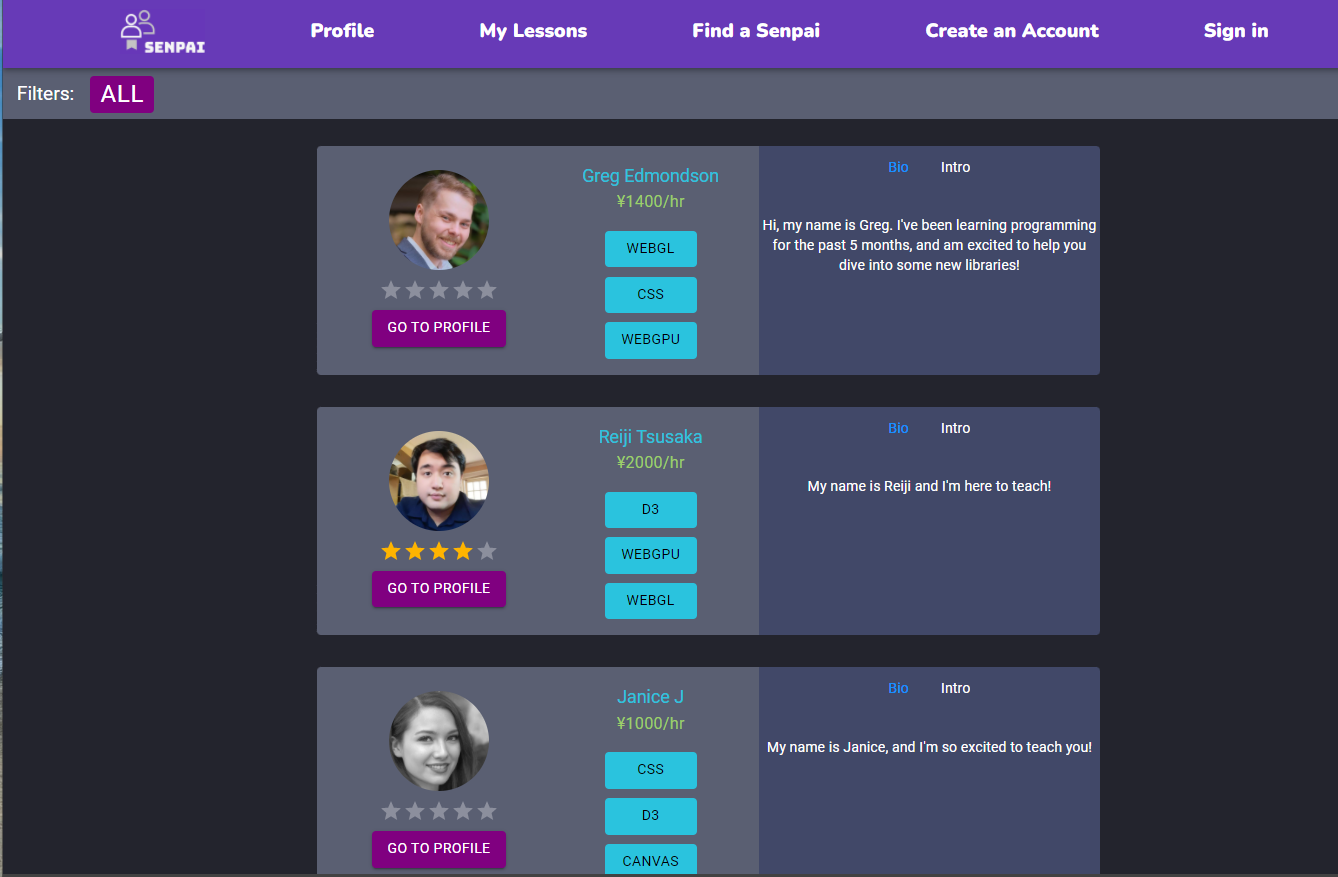 SENPAI
Profile
My Lessons
Find a Senpai
Create an Account
Sign in
Filters:
ALL
GO TO PROFILE
Greg Edmondson
¥1400/hr
WEBGL
CSS
WEBGPU
Bio
Intro
Hi, my name is Greg. I've been learning programming
for the past 5 months, and am excited to help you
dive into some new libraries!
GO TO PROFILE
Reiji Tsusaka
¥2000/hr
D3
WEBGPU
WEBGL
Bio
Intro
My name is Reiji and I'm here to teach!
GO TO PROFILE
Janice J
¥1000/hr
CSS
D3
CANVAS
Bio
Intro
My name is Janice, and I'm so excited to teach you!